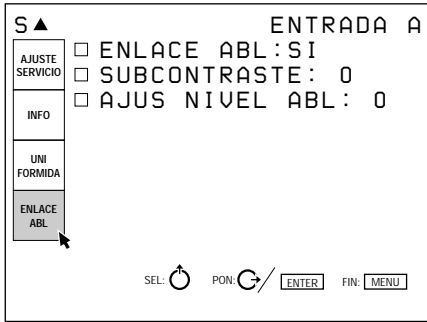 S▲ ENTRADA A
AJUSTE
SERVICIO
INFO
UNI
FORMIDA
ENLACE
ABL
□ ENLACE ABL:SI
□ SUBCONTRASTE: 0
□ AJUS NIVEL ABL: 0
SEL: PON: / ENTER FIN: MENU